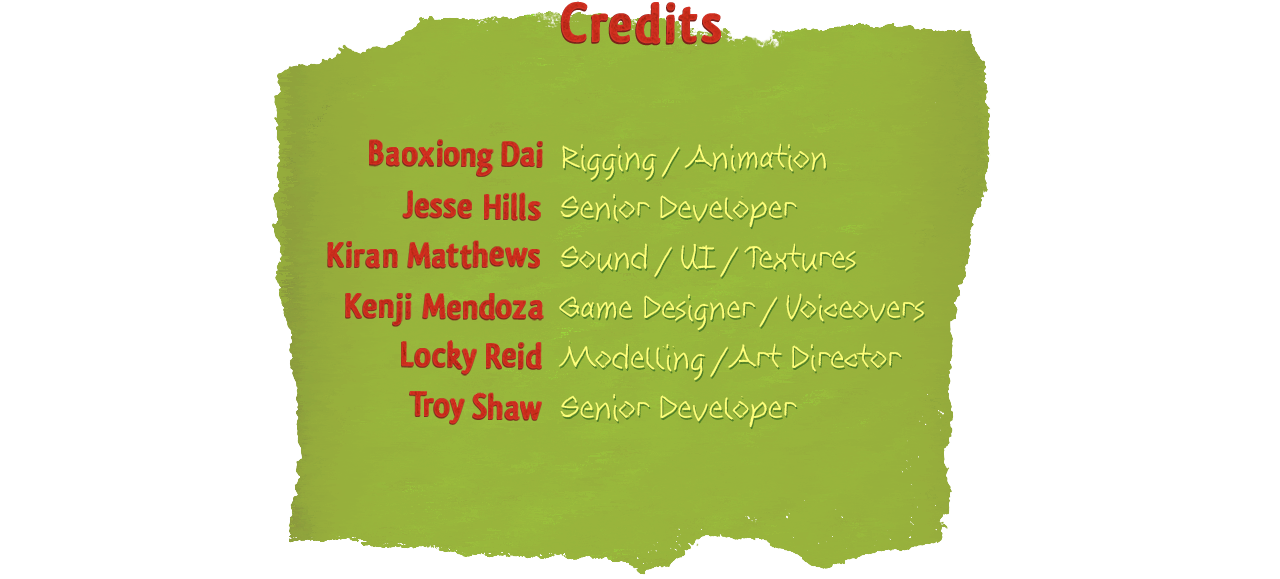 Credits
Baoxiong Dai Rigging / Animation
Jesse Hills Senior Developer
Kiran Matthews Sound / UI / Textures
Kenji Mendoza Game Designer / Voiceovers
Locky Reid Modelling / Art Director
Troy Shaw Senior Developer